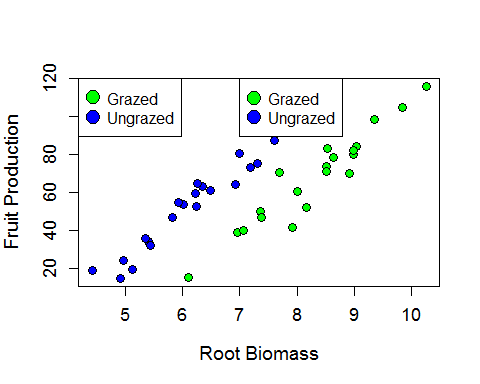 Grazed
Ungrazed
Grazed
Ungrazed
Fruit Production
120
80
60
40
20
5 6 7 8 9 10
Root Biomass